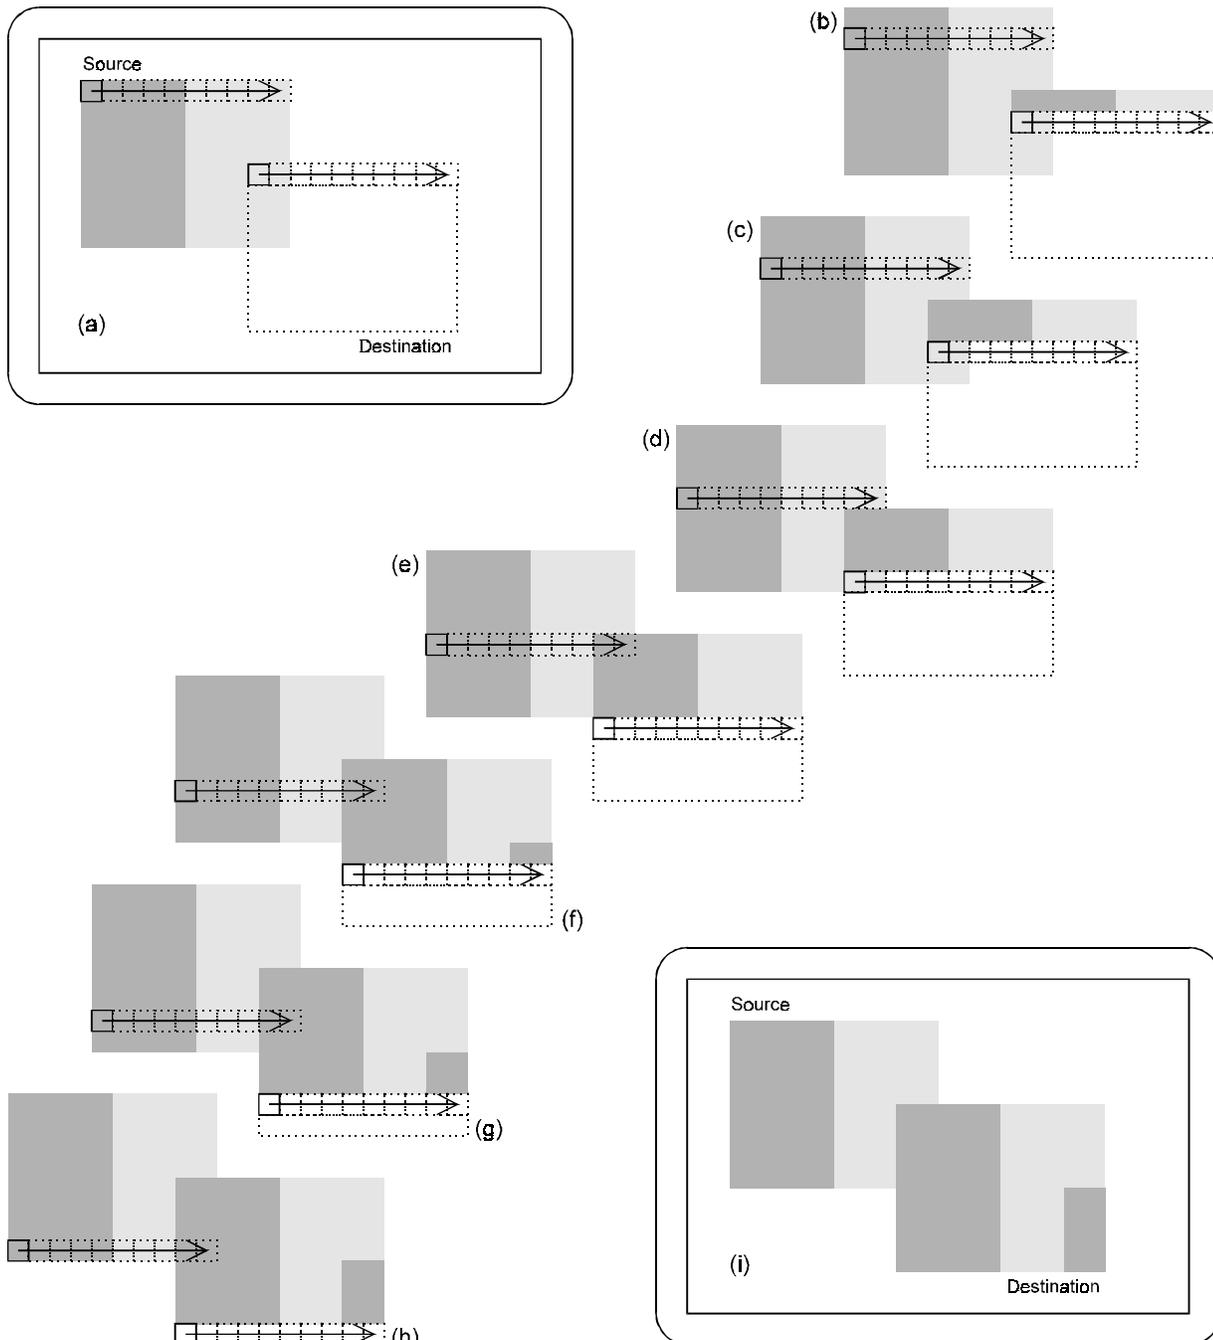 Source
(a)
Destination
(b)
(c)
(d)
(e)
(f)
(g)
(h)
Source
(i)
Destination